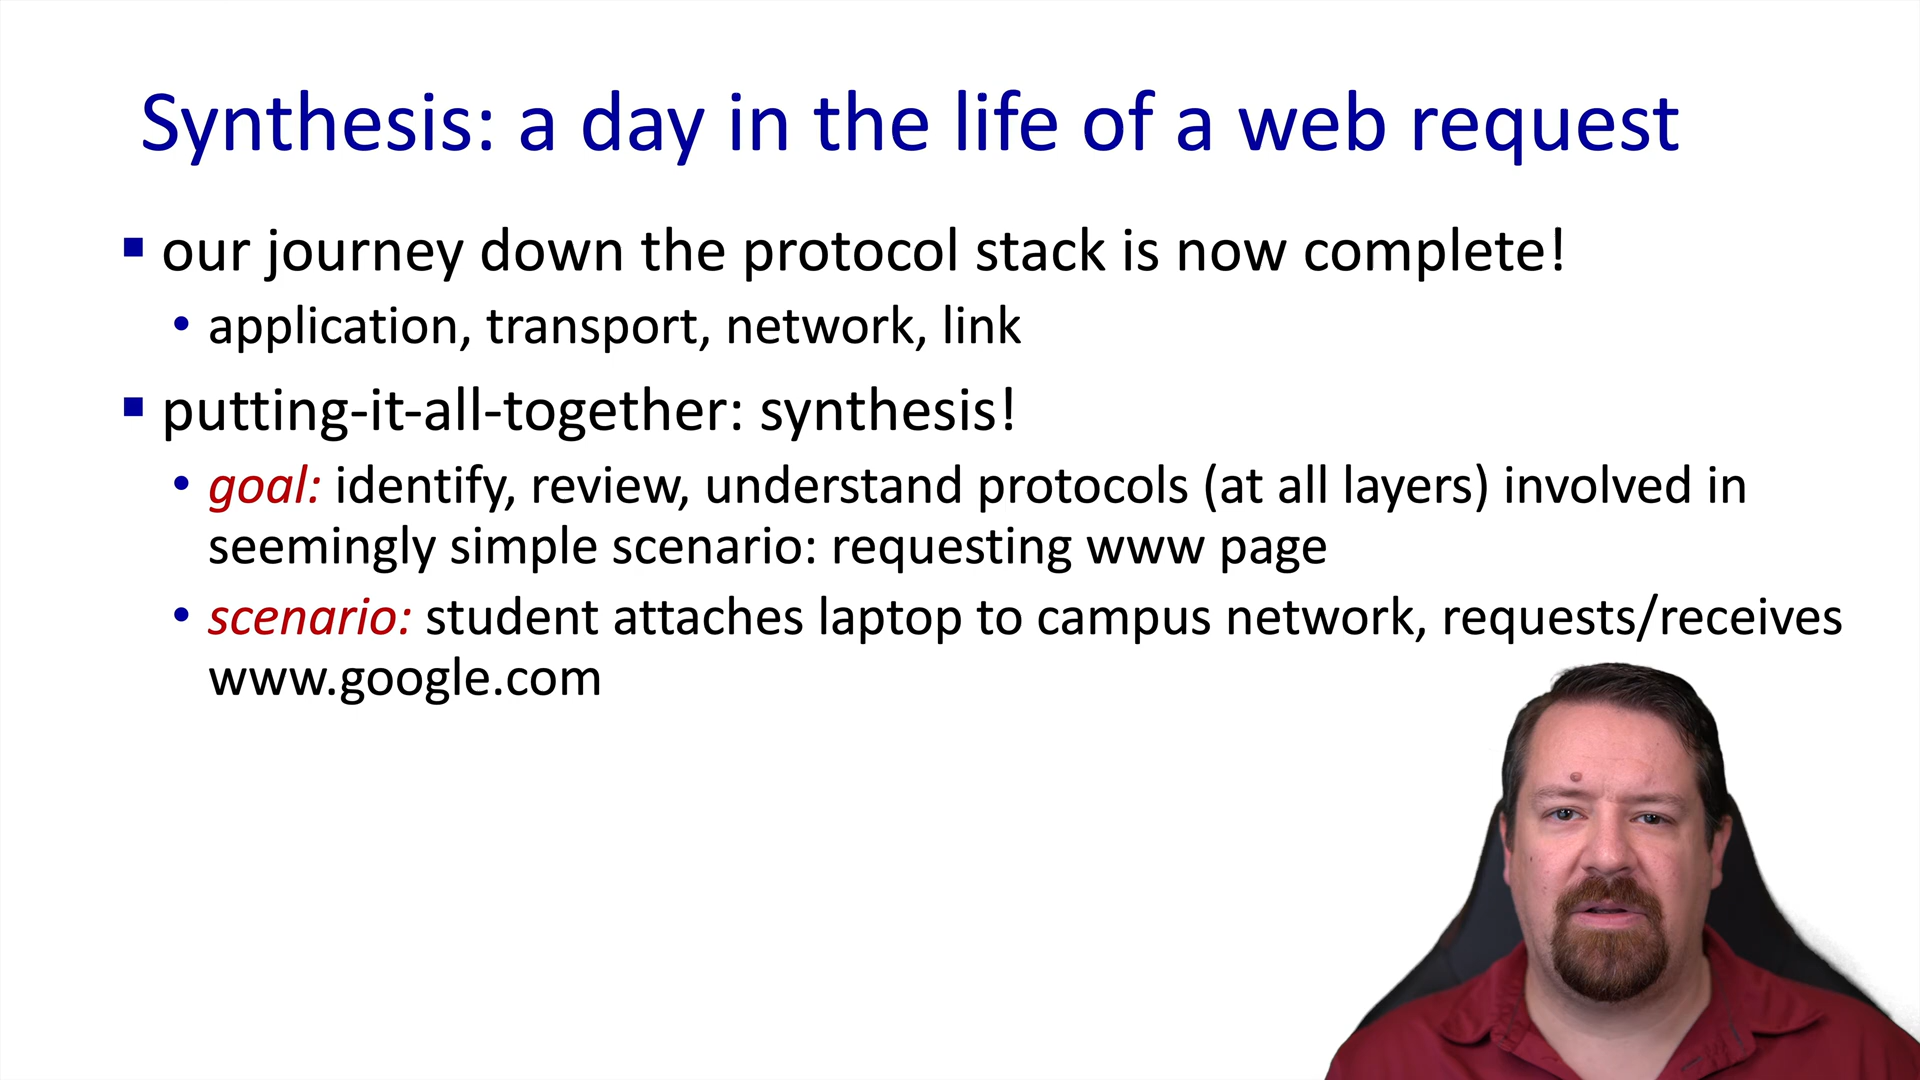 Synthesis: a day in the life of a web request
our journey down the protocol stack is now complete!
application, transport, network, link
putting-it-all-together: synthesis!
goal: identify, review, understand protocols (at all layers) involved in
seemingly simple scenario: requesting www page
scenario: student attaches laptop to campus network, requests/receives
www.google.com